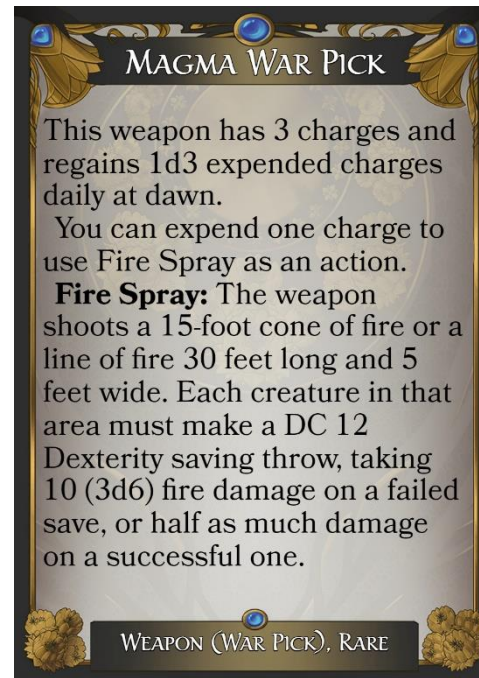 MAGMA WAR PICK
This weapon has 3 charges and
regains 1d3 expended charges
daily at dawn.
You can expend one charge to
use Fire Spray as an action.
Fire Spray: The weapon
shoots a 15-foot cone of fire or a
line of fire 30 feet long and 5
feet wide. Each creature in that
area must make a DC 12
Dexterity saving throw, taking
10 (3d6) fire damage on a failed
save, or half as much damage
on a successful one.
WEAPON (WAR PICK), RARE